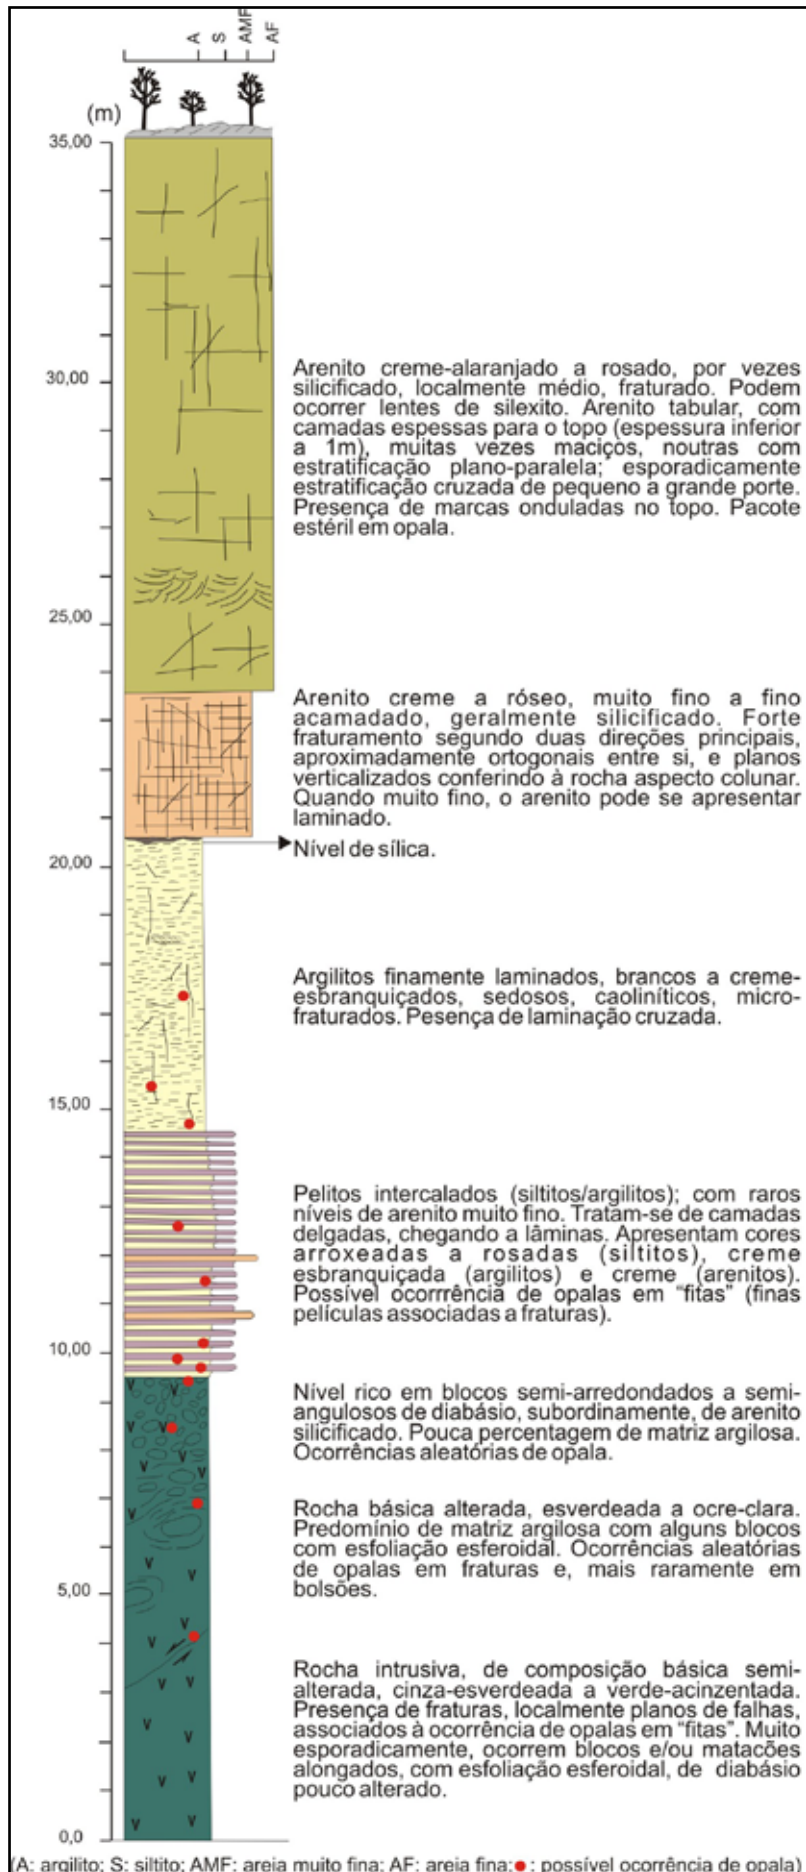 A
S
AMF
AF
(m)
35,00
30,00
Arenito creme-alaranjado a rosado, por vezes
silicificado, localmente médio, fraturado. Podem
ocorrer lentes de silexito. Arenito tabular, com
camadas espessas para o topo (espessura inferior
a 1m), muitas vezes maciços, noutras com
estratificação plano-paralela; esporadicamente
estratificação cruzada de pequeno a grande porte.
Presença de marcas onduladas no topo. Pacote
estéril em opala.
25,00
Arenito creme a róseo, muito fino a fino
acamadado, geralmente silicificado. Forte
fraturamento segundo duas direções principais,
aproximadamente ortogonais entre si, e planos
verticalizados conferindo à rocha aspecto colunar.
Quando muito fino, o arenito pode se apresentar
laminado.
Nível de sílica.
20,00
Argilitos finamente laminados, brancos a creme-
esbranquiçados, sedosos, caoliníticos, micro-
fraturados. Pesença de laminação cruzada.
15,00
Pelitos intercalados (siltitos/argilitos); com raros
níveis de arenito muito fino. Tratam-se de camadas
delgadas, chegando a lâminas. Apresentam cores
arroxeadas a rosadas (siltitos), creme
esbranquiçada (argilitos) e creme (arenitos).
Possível ocorrrência de opalas em "fitas" (finas
películas associadas a fraturas).
10,00
Nível rico em blocos semi-arredondados a semi-
angulosos de diabásio, subordinamente, de arenito
silicificado. Pouca percentagem de matriz argilosa.
Ocorrências aleatórias de opala.
Rocha básica alterada, esverdeada a ocre-clara.
Predomínio de matriz argilosa com alguns blocos
com esfoliação esferoidal. Ocorrências aleatórias
de opalas em fraturas e, mais raramente em
bolsões.
5,00
Rocha intrusiva, de composição básica semi-
alterada, cinza-esverdeada a verde-acinzentada.
Presença de fraturas, localmente planos de falhas,
associados à ocorrência de opalas em "fitas". Muito
esporadicamente, ocorrem blocos e/ou matacões
alongados, com esfoliação esferoidal, de diabásio
pouco alterado.
0,0
(A: argilito; S: siltito; AMF: areia muito fina; AF: areia fina; : possível ocorrência de opala)